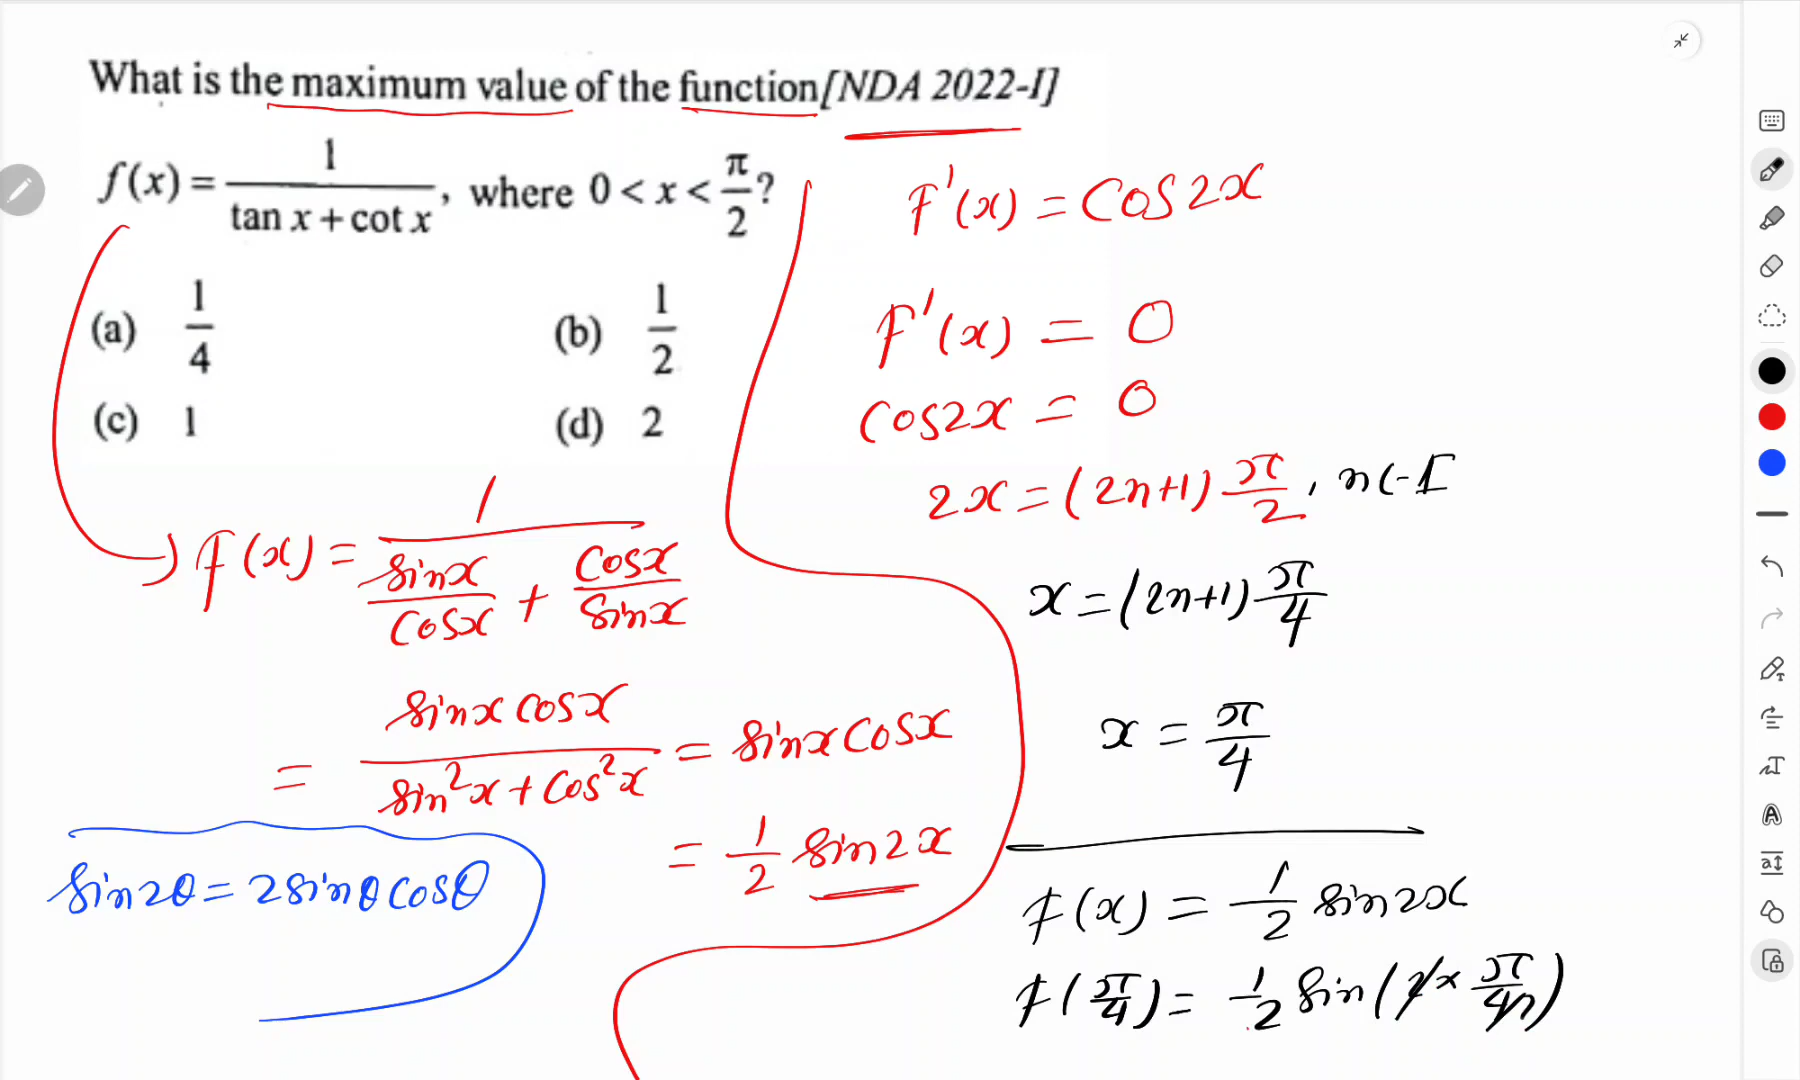 What is the maximum value of the function [NDA 2022-I]
f(x) = 1/(tan x + cot x), where 0 < x < π/2?
(a) 1/4
(b) 1/2
(c) 1
(d) 2
f(x) = 1/(sinx/cosx + cosx/sinx)
= sinx cosx/(sin²x + cos²x) = sinx cosx
= 1/2 sin2x
sin2θ = 2sinθ cosθ
f'(x) = cos2x
f'(x) = 0
cos2x = 0
2x = (2n+1) π/2, n(-I
x = (2n+1) π/4
x = π/4
f(x) = 1/2 sin2x
f(π/4) = 1/2 sin(2 × π/4)